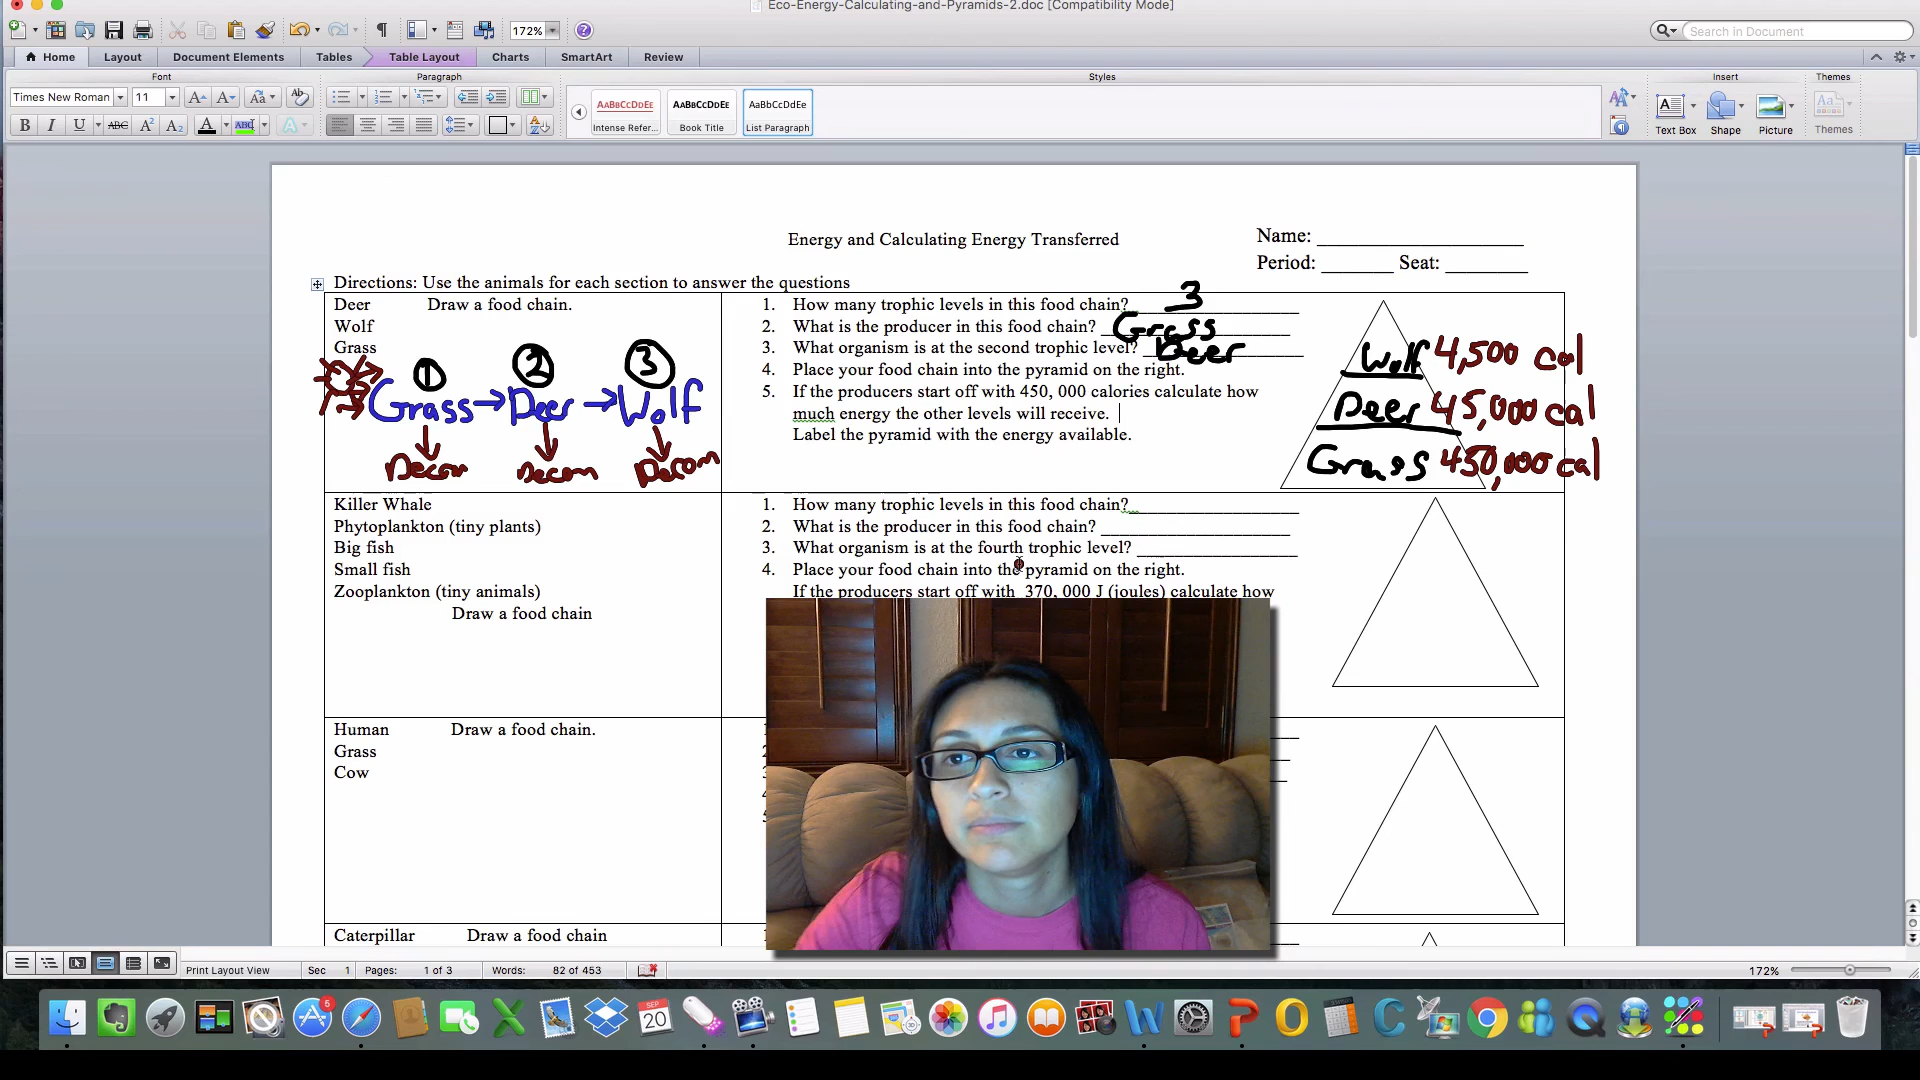 Eco-Energy-Calculating-and-Pyramids-2.doc [Compatibility Mode]
172%
Search in Document
Home Layout Document Elements Tables Table Layout Charts SmartArt Review
Font Paragraph Styles Insert Themes
Times New Roman 11
AaBbCcDdEe AaBbCcDdEe AaBbCcDdEe
Intense Refer... Book Title List Paragraph
Text Box Shape Picture Themes
B I U ABC A2 A2 ABC
Energy and Calculating Energy Transferred
Name: ______________________
Period: _______ Seat: ________
Directions: Use the animals for each section to answer the questions
Deer Draw a food chain.
Wolf
Grass
1 2 3
Grass → Deer → Wolf
Decom Decom Decom
1. How many trophic levels in this food chain? 3
2. What is the producer in this food chain? Grass
3. What organism is at the second trophic level? Deer
4. Place your food chain into the pyramid on the right.
5. If the producers start off with 450, 000 calories calculate how
much energy the other levels will receive.
Label the pyramid with the energy available.
Wolf 4,500 cal
Deer 45,000 cal
Grass 450,000 cal
Killer Whale
Phytoplankton (tiny plants)
Big fish
Small fish
Zooplankton (tiny animals)
Draw a food chain
1. How many trophic levels in this food chain?
2. What is the producer in this food chain?
3. What organism is at the fourth trophic level?
4. Place your food chain into the pyramid on the right.
If the producers start off with 370, 000 J (joules) calculate how
Human Draw a food chain.
Grass
Cow
Caterpillar Draw a food chain
Print Layout View Sec 1 Pages: 1 of 3 Words: 82 of 453 172%
5
SEP
20